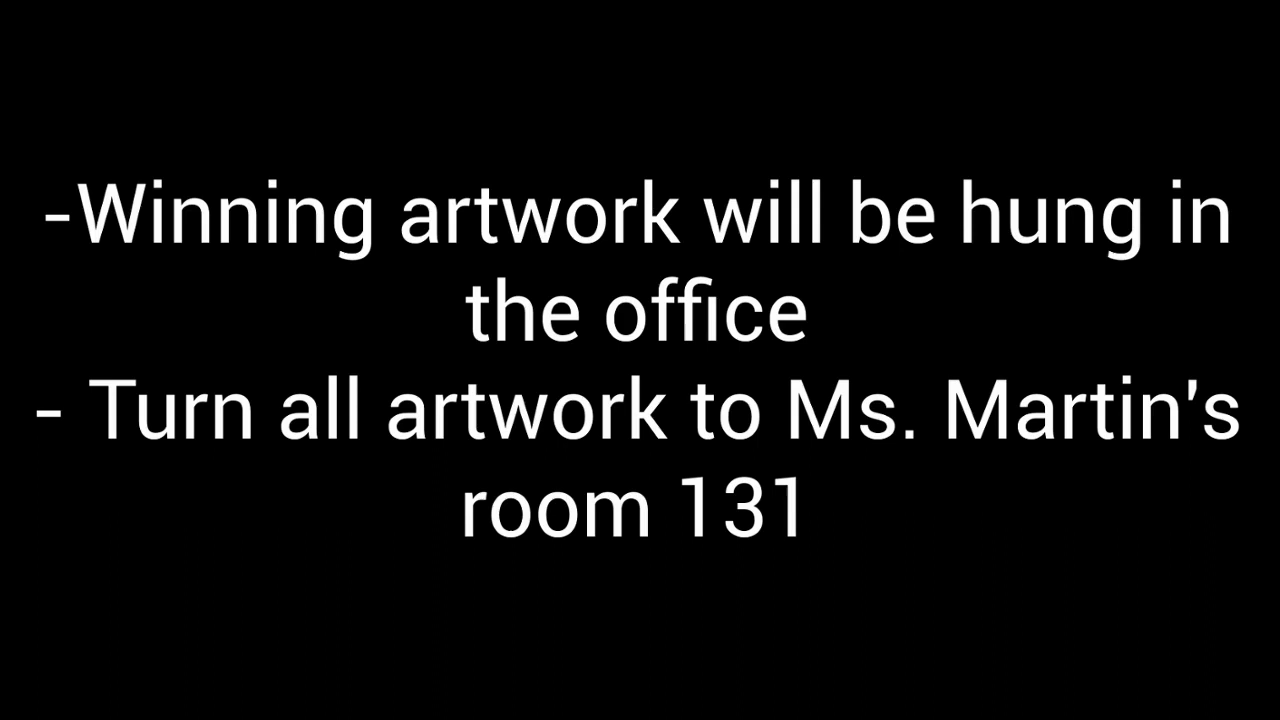 -Winning artwork will be hung in
the office
- Turn all artwork to Ms. Martin's
room 131